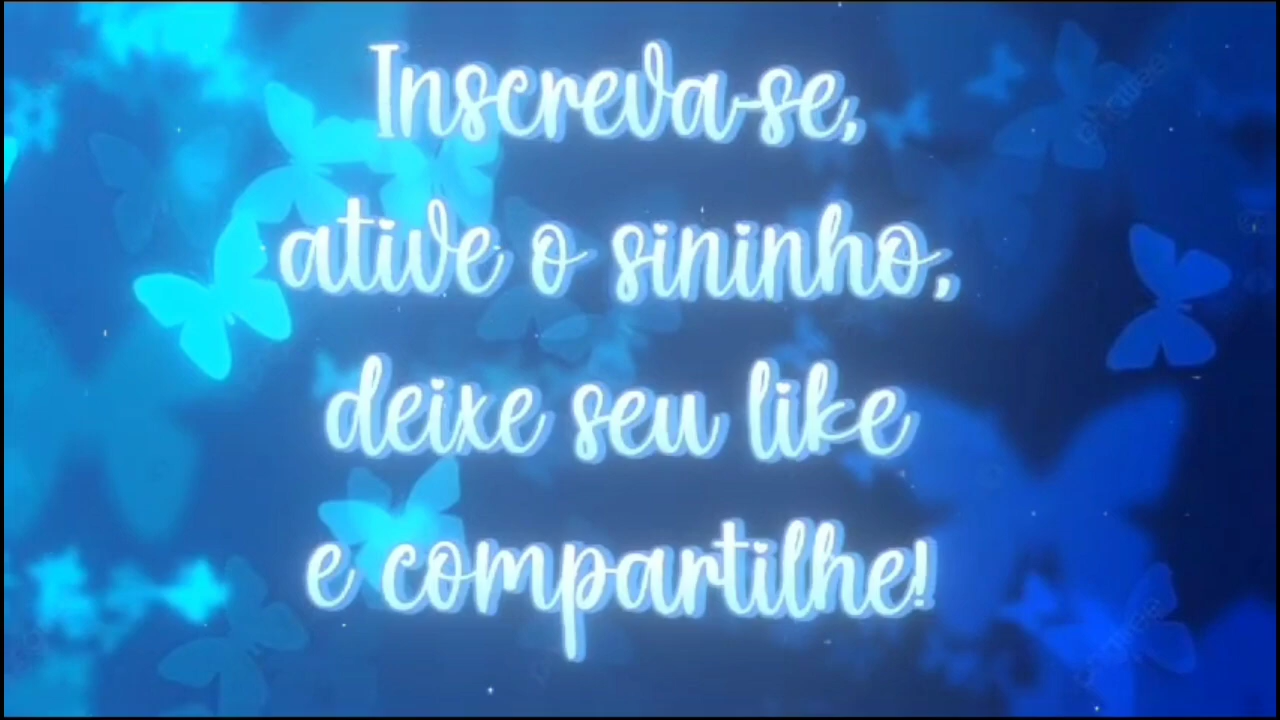 Inscreva-se,
ative o sininho,
deixe seu like
e compartilhe!